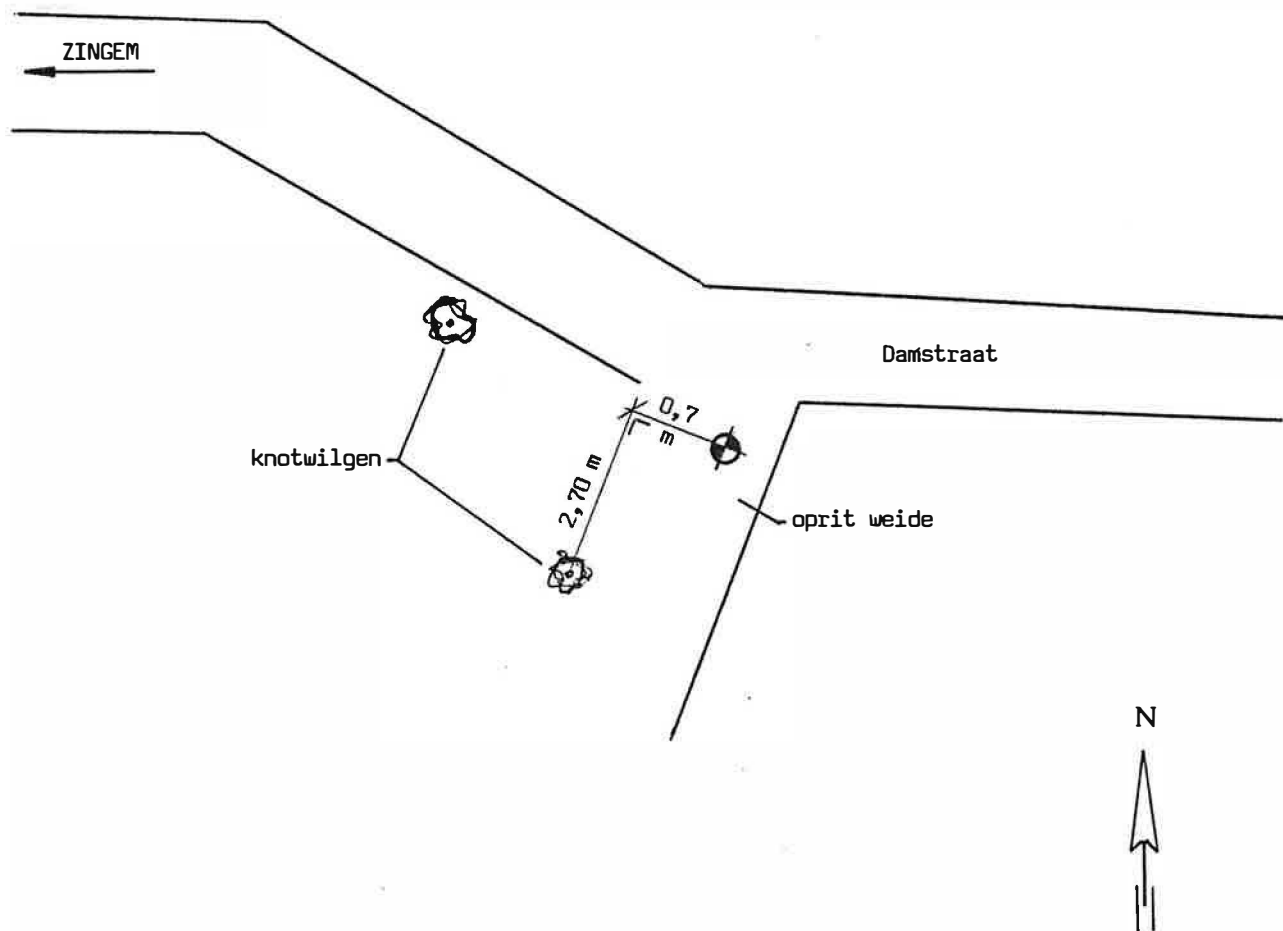 ZINGEM
Damstraat
0,7
m
knotwilgen
2,70 m
oprit weide
N